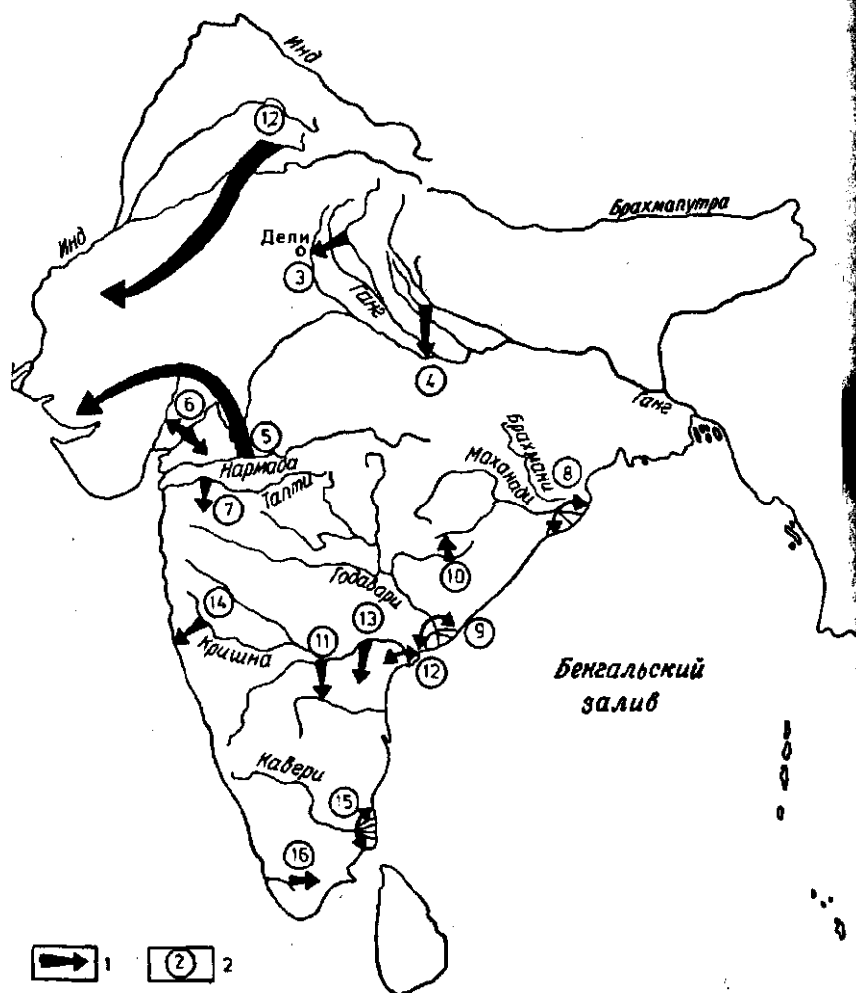 Инд
12
Брахмапутра
Инд
Дели
3
Ганг
4
6
5
Ганг
Нармада
Тапти
7
Брахмани
Маханади
8
10
Годавари
14
13
9
Кришна
11
12
Бенгальский
залив
Кавери
15
16
1
2 2